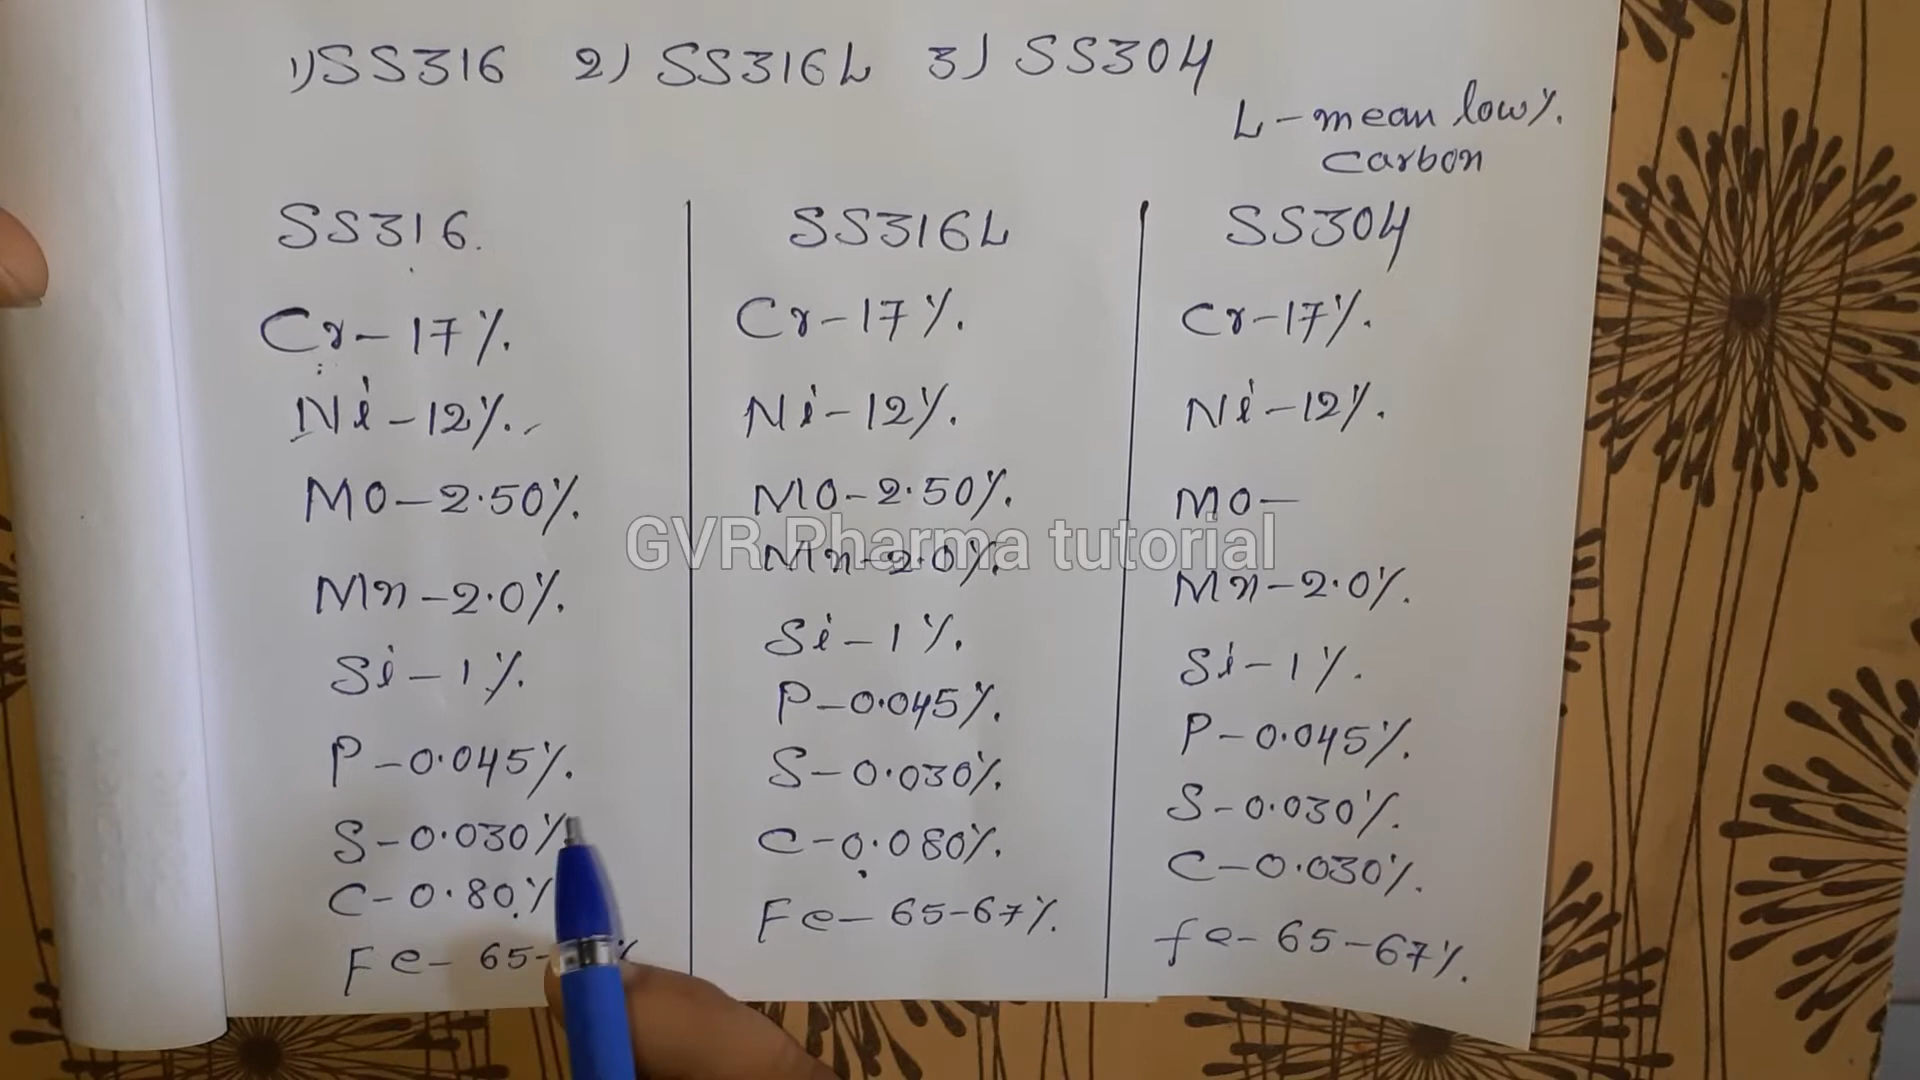 1) SS316 2) SS316L 3) SS304
L - mean low %.
carbon
SS316.
Cr - 17%.
Ni - 12%.
MO - 2.50%.
Mn - 2.0%.
Si - 1%.
P - 0.045%.
S - 0.030%
C - 0.80%
Fe - 65-
SS316L
Cr - 17%.
Ni - 12%.
MO - 2.50%.
Mn - 2.0%.
Si - 1%.
P - 0.045%.
S - 0.030%.
C - 0.080%.
Fe - 65-67%.
SS304
Cr - 17%.
Ni - 12%.
MO -
Mn - 2.0%.
Si - 1%.
P - 0.045%.
S - 0.030%.
C - 0.030%.
fe - 65-67%.
GVR Pharma tutorial